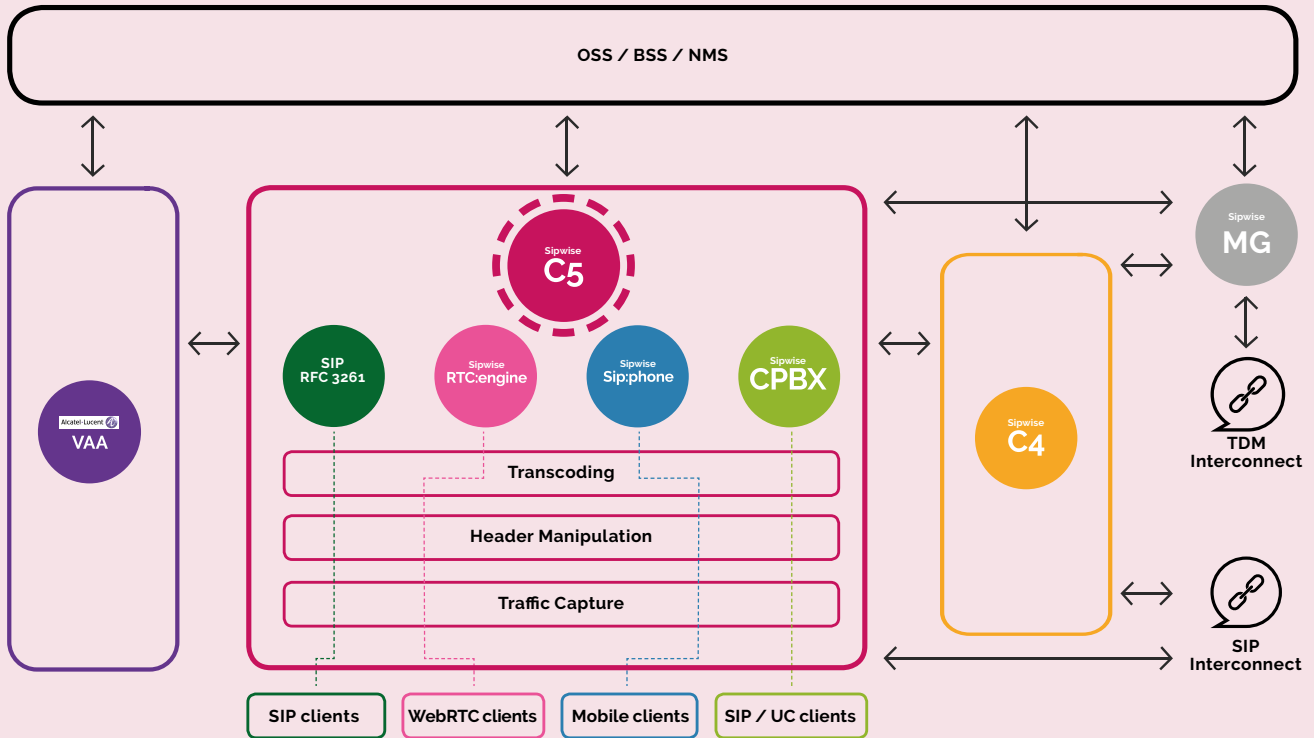 OSS / BSS / NMS
Sipwise
C5
Sipwise
MG
SIP
RFC 3261
Sipwise
RTC:engine
Sipwise
Sip:phone
Sipwise
CPBX
Alcatel·Lucent
VAA
Sipwise
C4
TDM
Interconnect
Transcoding
Header Manipulation
Traffic Capture
SIP
Interconnect
SIP clients
WebRTC clients
Mobile clients
SIP / UC clients